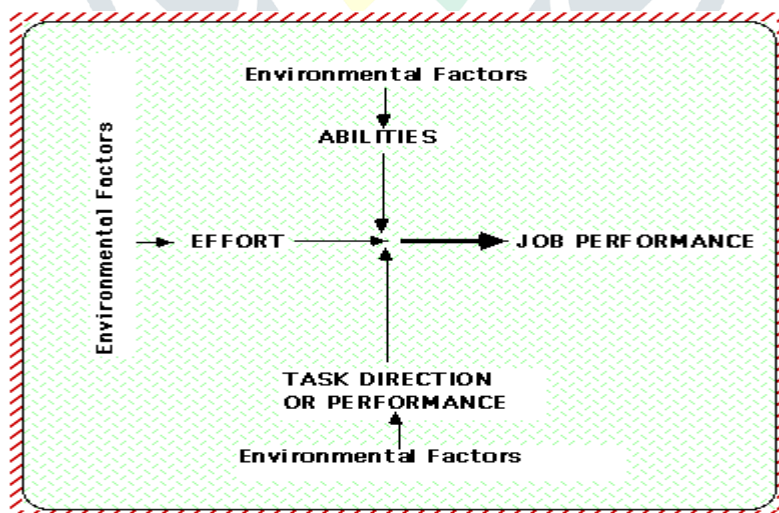 Environmental Factors
ABILITIES
Environmental Factors
EFFORT
JOB PERFORMANCE
TASK DIRECTION
OR PERFORMANCE
Environmental Factors